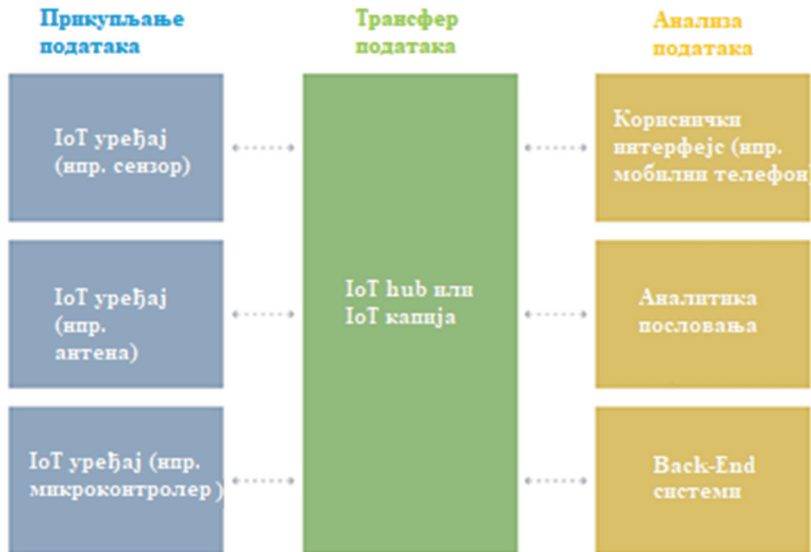 Прикупљање
података
Трансфер
података
Анализа
података
IoT уређај
(нпр. сензор)
IoT уређај
(нпр.
антена)
IoT уређај (нпр.
микроконтролер )
IoT hub или
IoT капија
Кориснички
интерфејс (нпр.
мобилни телефон)
Аналитика
пословања
Back-End
системи